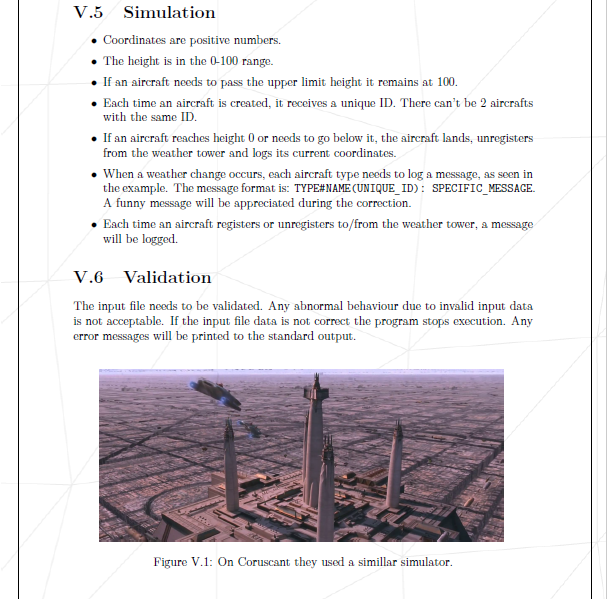 V.5 Simulation
• Coordinates are positive numbers.
• The height is in the 0-100 range.
• If an aircraft needs to pass the upper limit height it remains at 100.
• Each time an aircraft is created, it receives a unique ID. There can't be 2 aircrafts
with the same ID.
• If an aircraft reaches height 0 or needs to go below it, the aircraft lands, unregisters
from the weather tower and logs its current coordinates.
• When a weather change occurs, each aircraft type needs to log a message, as seen in
the example. The message format is: TYPE#NAME(UNIQUE_ID): SPECIFIC_MESSAGE.
A funny message will be appreciated during the correction.
• Each time an aircraft registers or unregisters to/from the weather tower, a message
will be logged.
V.6 Validation
The input file needs to be validated. Any abnormal behaviour due to invalid input data
is not acceptable. If the input file data is not correct the program stops execution. Any
error messages will be printed to the standard output.
Figure V.1: On Coruscant they used a simillar simulator.